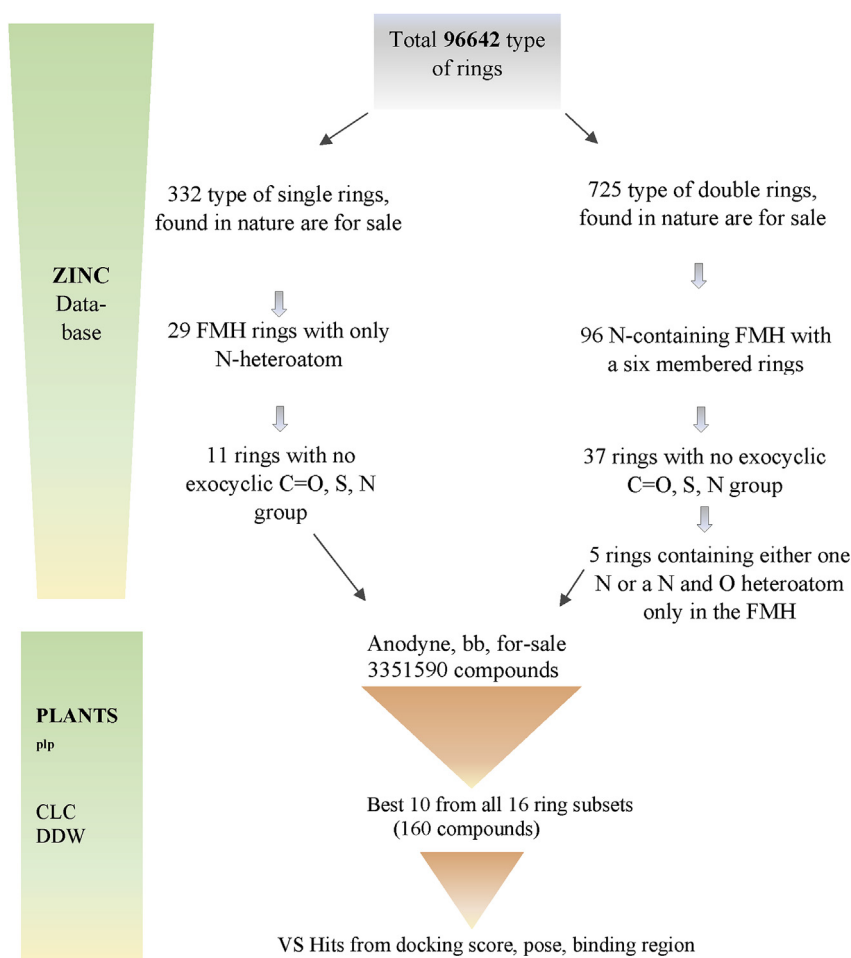 Total 96642 type
of rings
332 type of single rings,
found in nature are for sale
725 type of double rings,
found in nature are for sale
ZINC
Data-
base
29 FMH rings with only
N-heteroatom
96 N-containing FMH with
a six membered rings
11 rings with no
exocyclic C=O, S, N
group
37 rings with no exocyclic
C=O, S, N group
5 rings containing either one
N or a N and O heteroatom
only in the FMH
Anodyne, bb, for-sale
3351590 compounds
PLANTS
plp
CLC
DDW
Best 10 from all 16 ring subsets
(160 compounds)
VS Hits from docking score, pose, binding region